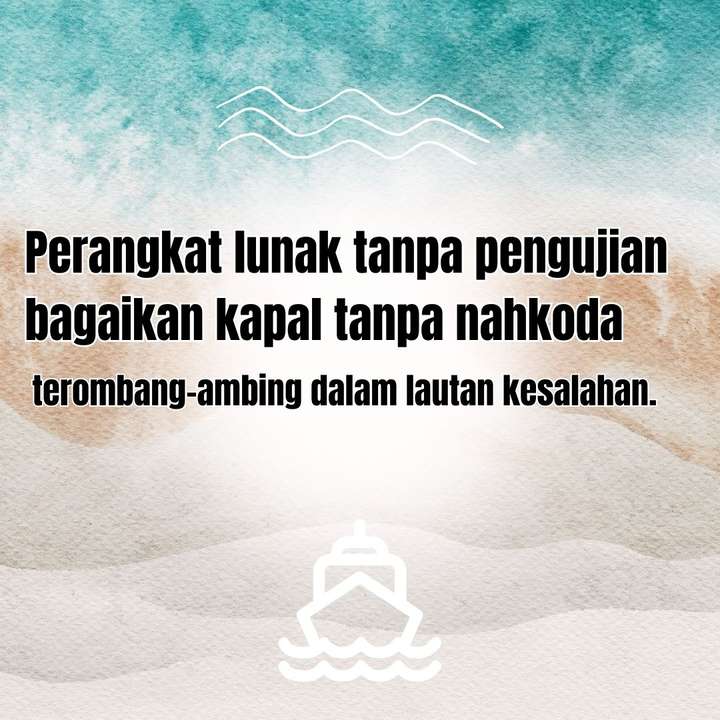 Perangkat lunak tanpa pengujian
bagaikan kapal tanpa nahkoda
terombang-ambing dalam lautan kesalahan.